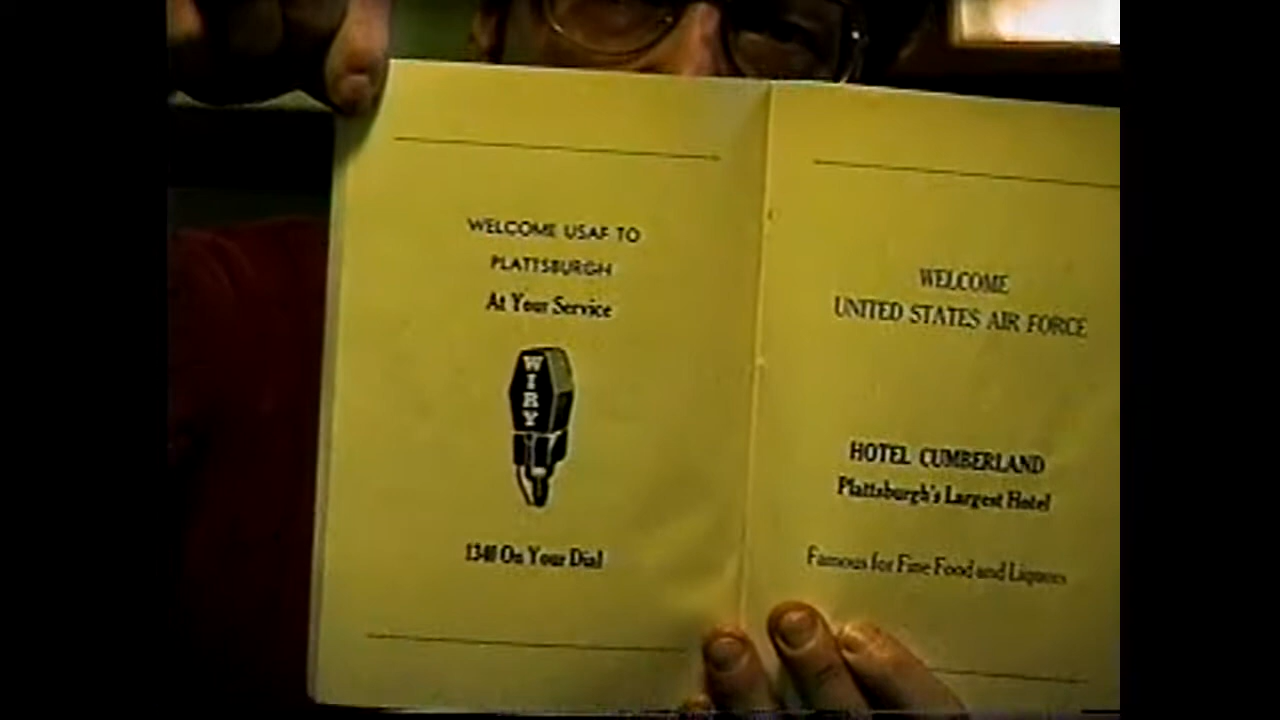 WELCOME USAF TO
PLATTSBURGH
At Your Service
WIRY
1340 On Your Dial
WELCOME
UNITED STATES AIR FORCE
HOTEL CUMBERLAND
Plattsburgh's Largest Hotel
Famous for Fine Food and Liquors